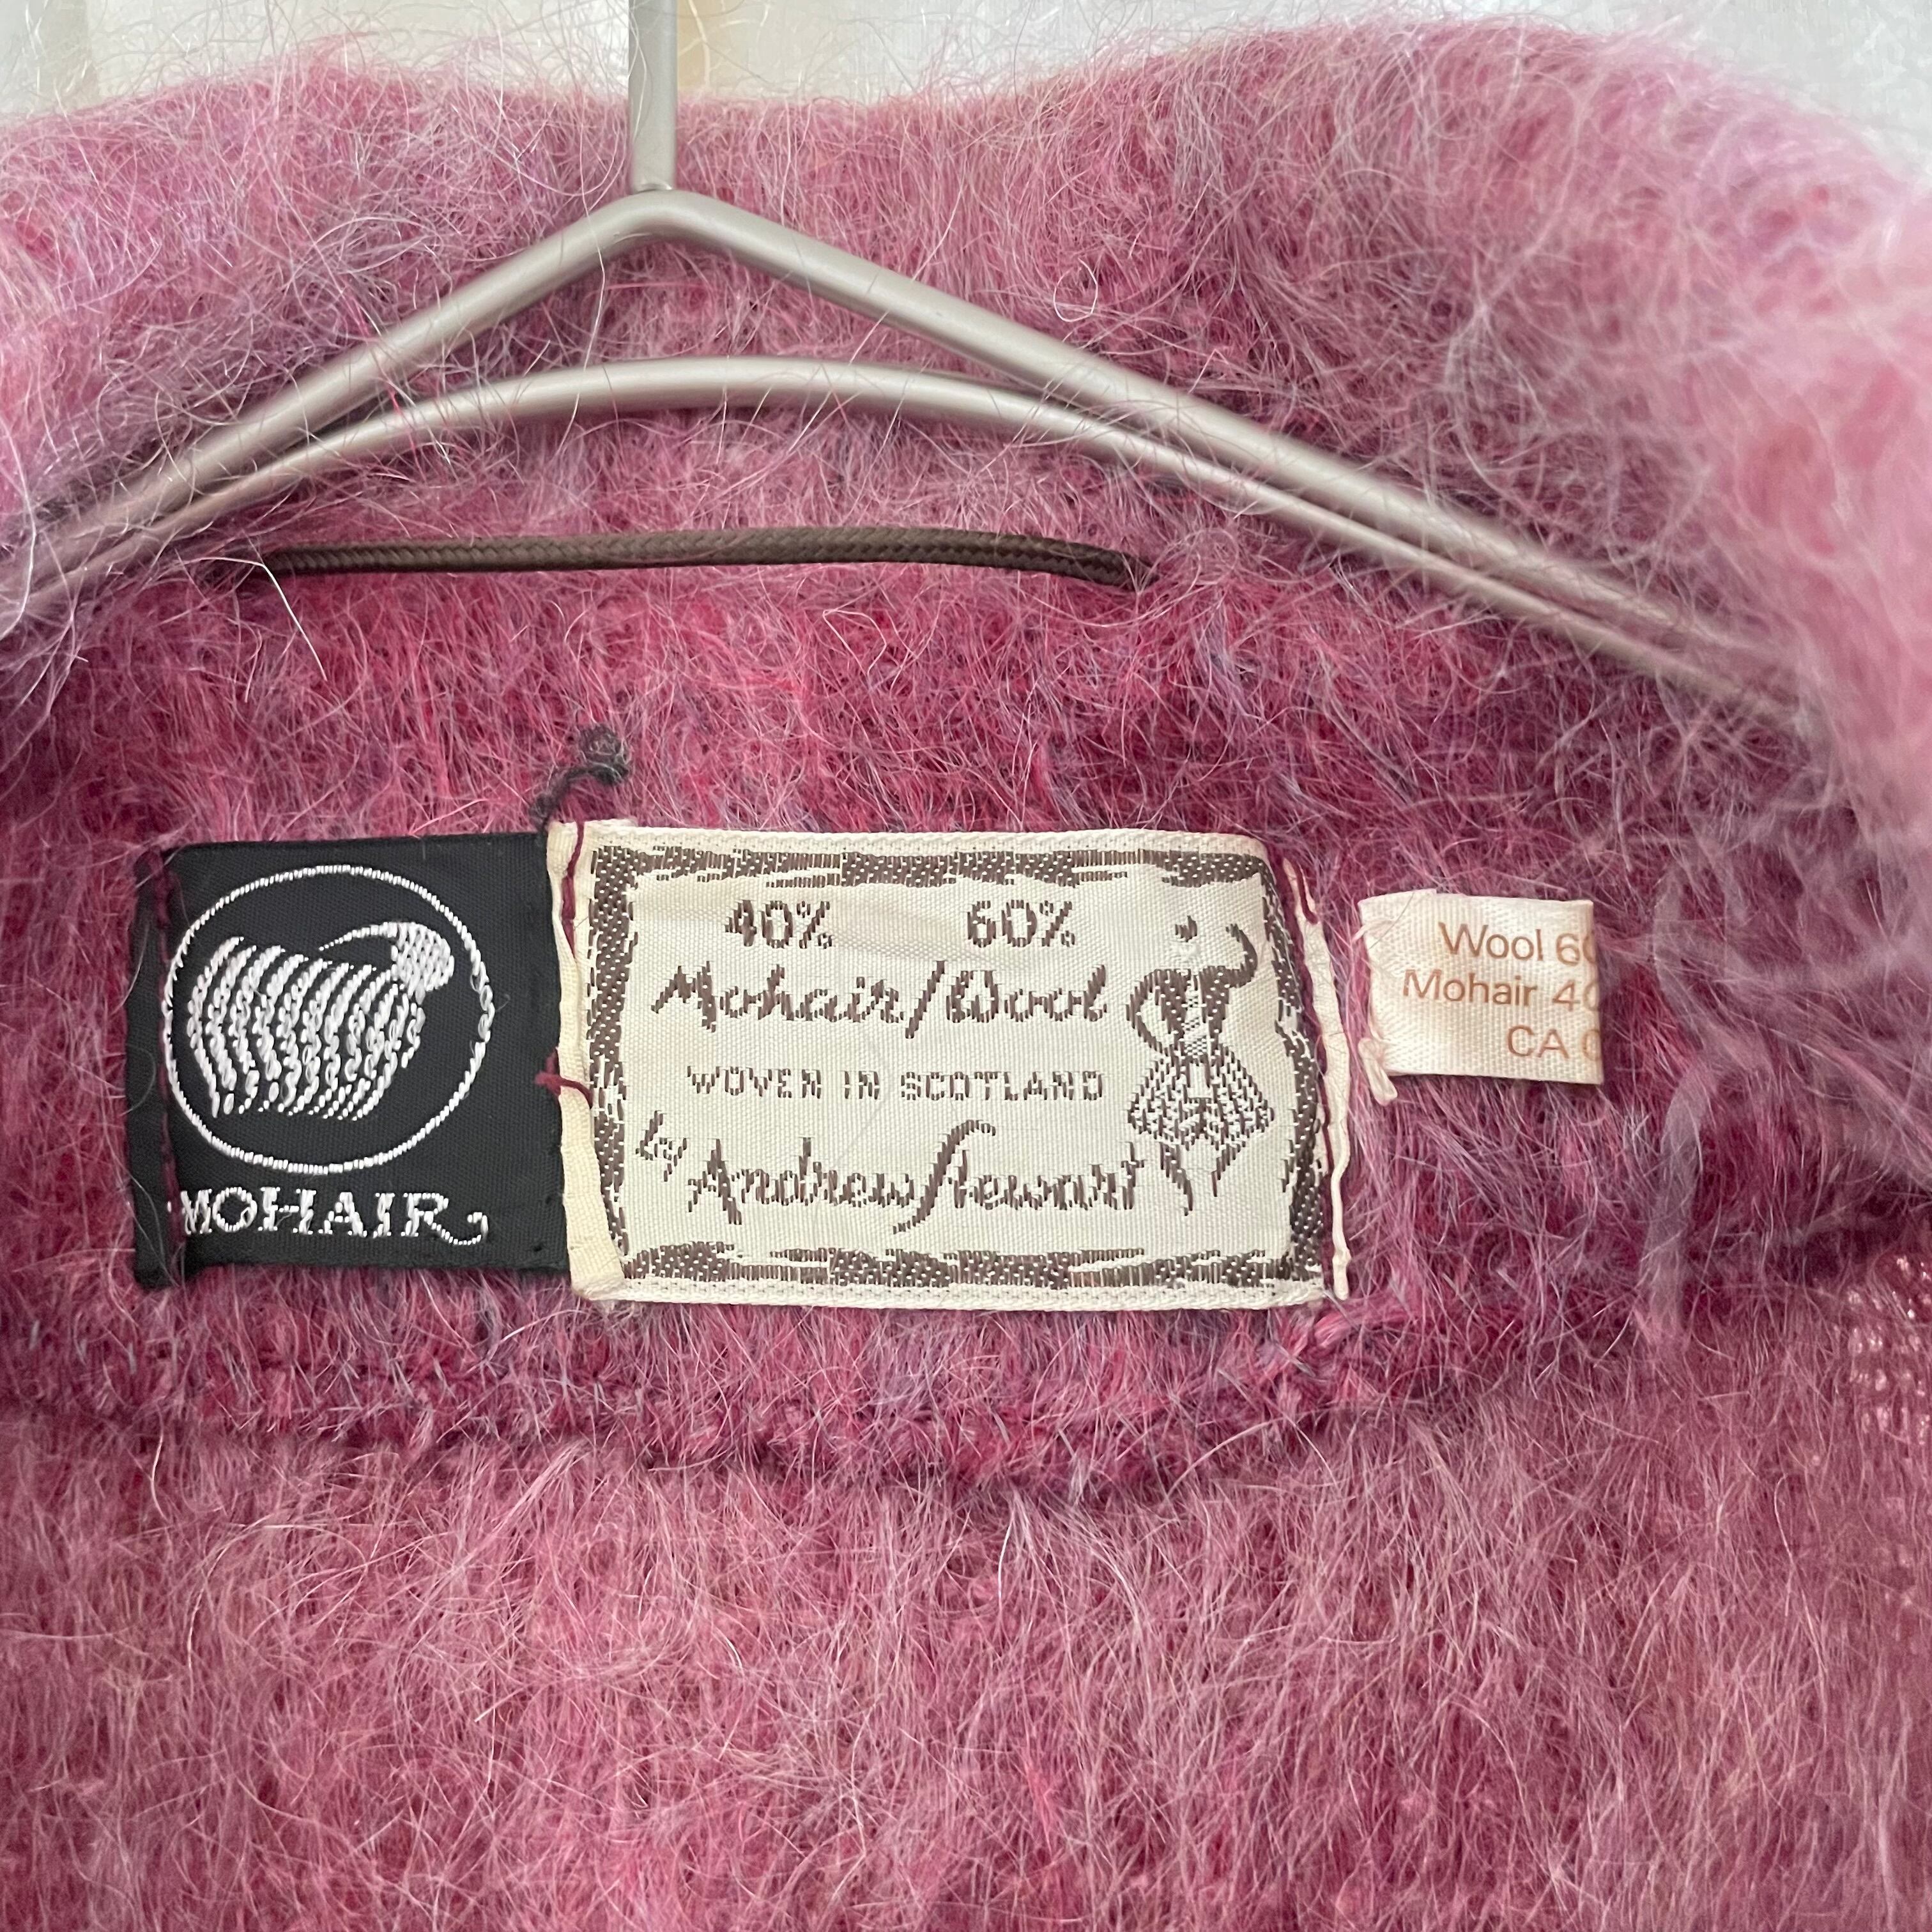 MOHAIR
40% 60%
Mohair/Wool
WOVEN IN SCOTLAND
by Andrew Stewart
Wool 6
Mohair 4
CA